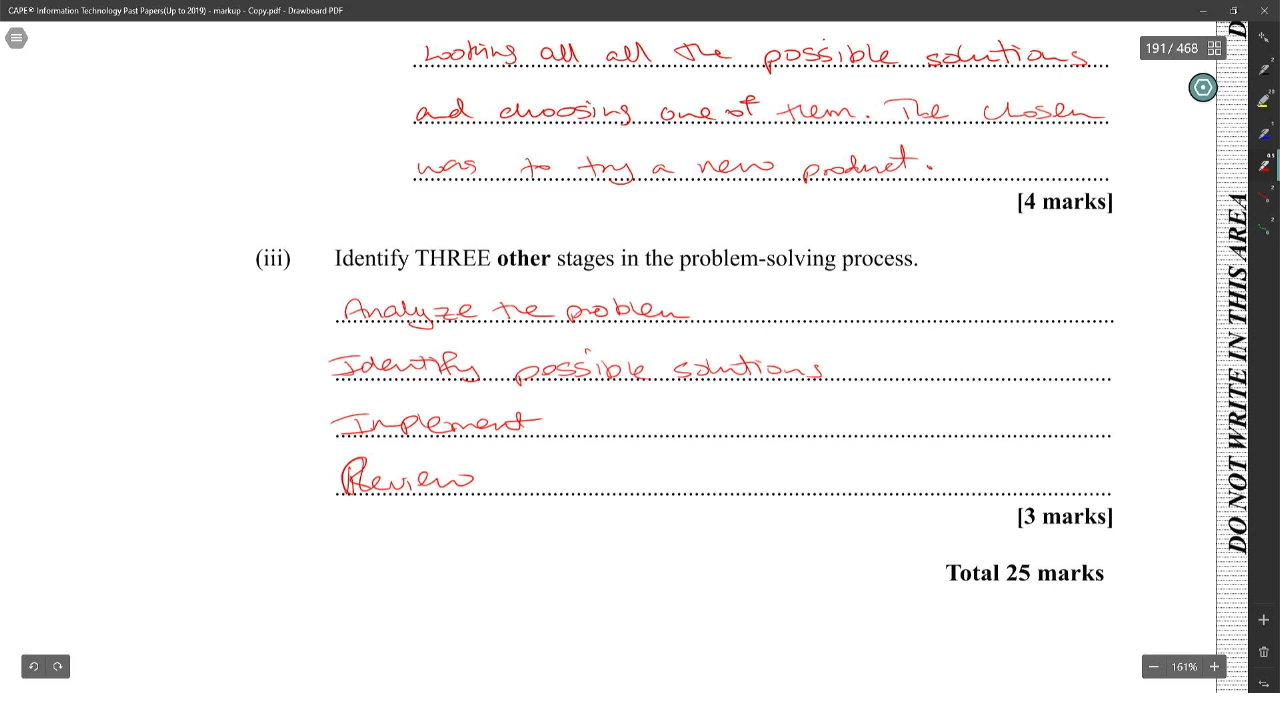 CAPE® Information Technology Past Papers(Up to 2019) - markup - Copy.pdf - Drawboard PDF
191 / 468
Looking all all the possible solutions
and choosing one of them. The chosen
was to try a new product.
[4 marks]
(iii) Identify THREE other stages in the problem-solving process.
Analyze the problem
Identify possible solutions
Implement
Review
[3 marks]
Total 25 marks
DO NOT WRITE IN THIS AREA
D
161%